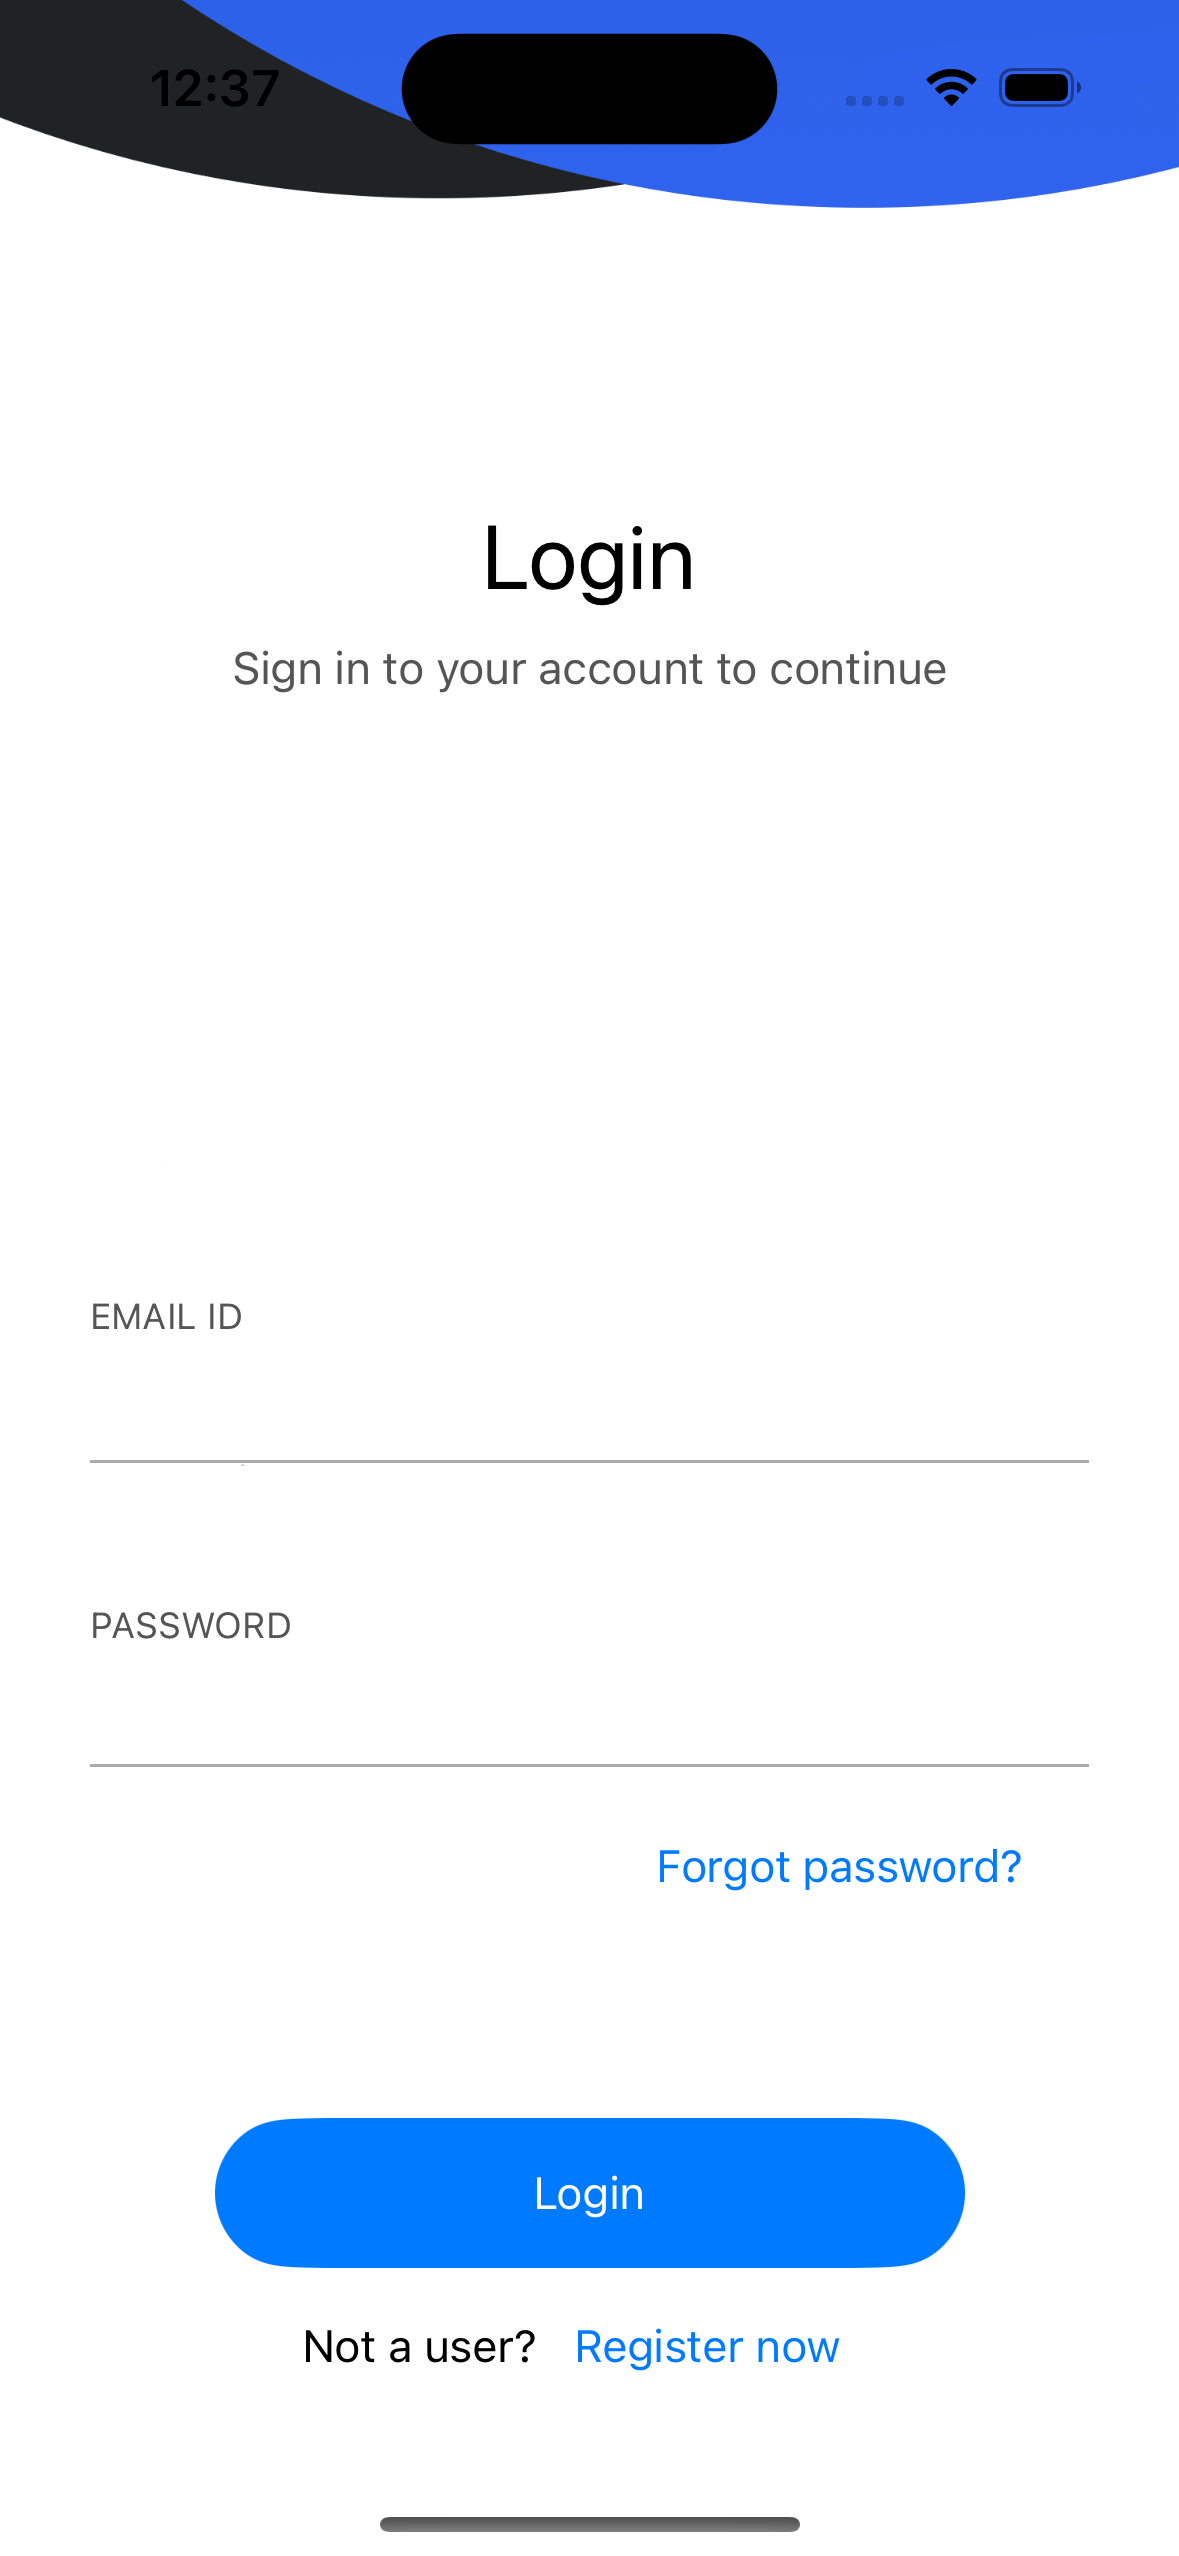 12:37
Login
Sign in to your account to continue
EMAIL ID
PASSWORD
Forgot password?
Login
Not a user? Register now